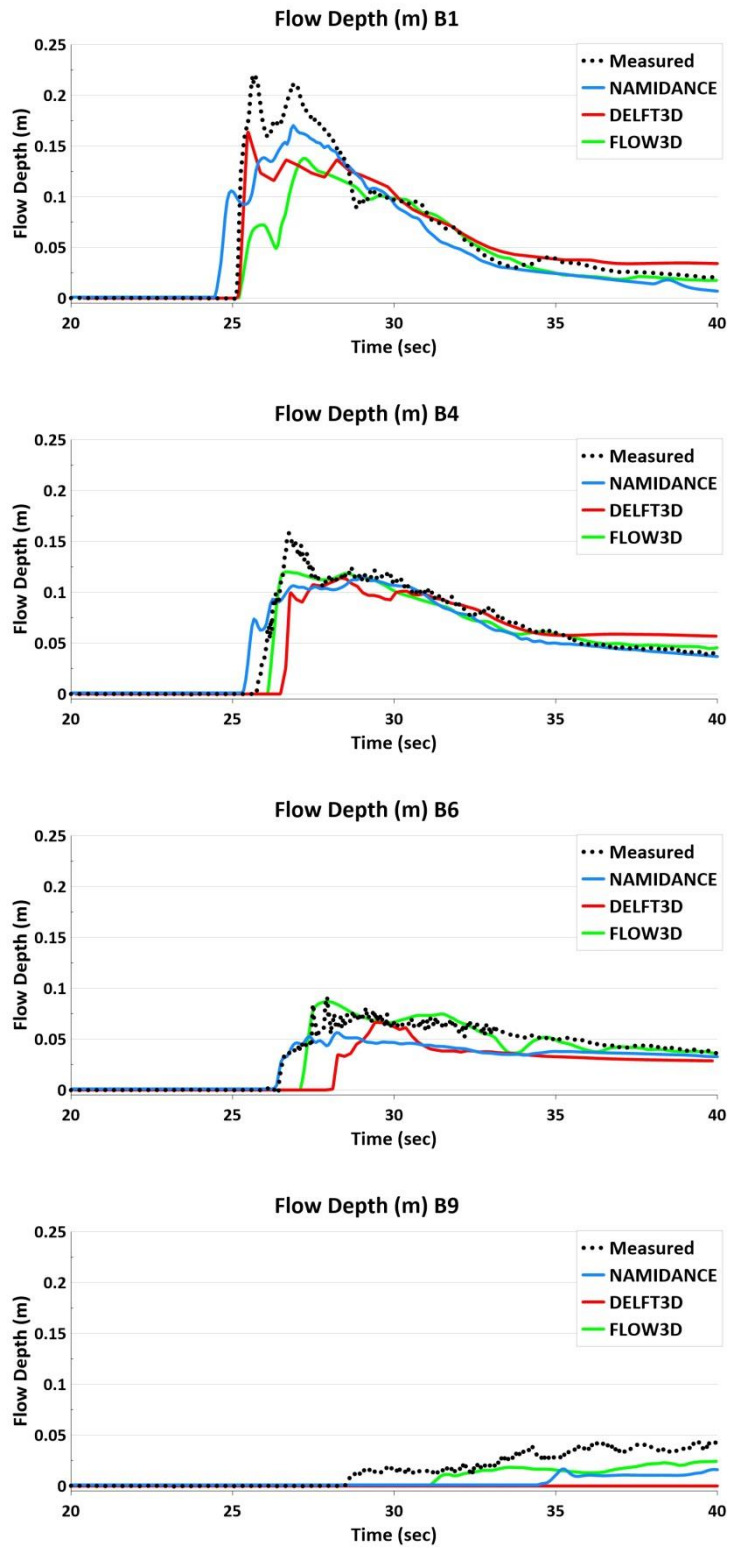 Flow Depth (m) B1
0.25
0.2
0.15
0.1
0.05
0
Flow Depth (m)
Measured
NAMIDANCE
DELFT3D
FLOW3D
20 25 30 35 40
Time (sec)
Flow Depth (m) B4
0.25
0.2
0.15
0.1
0.05
0
Flow Depth (m)
Measured
NAMIDANCE
DELFT3D
FLOW3D
20 25 30 35 40
Time (sec)
Flow Depth (m) B6
0.25
0.2
0.15
0.1
0.05
0
Flow Depth (m)
Measured
NAMIDANCE
DELFT3D
FLOW3D
20 25 30 35 40
Time (sec)
Flow Depth (m) B9
0.25
0.2
0.15
0.1
0.05
0
Flow Depth (m)
Measured
NAMIDANCE
DELFT3D
FLOW3D
20 25 30 35 40
Time (sec)